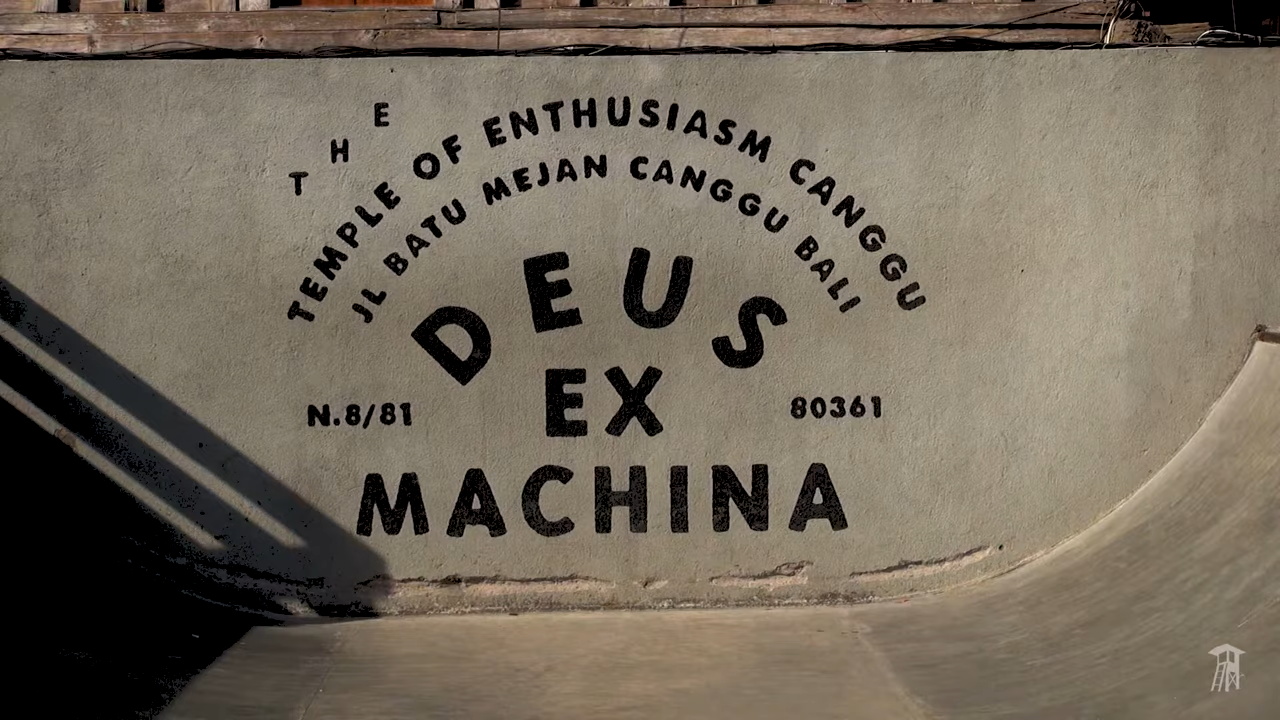 THE
TEMPLE OF ENTHUSIASM CANGGU
JL BATU MEJAN CANGGU BALI
DEUS
EX
N.8/81 80361
MACHINA